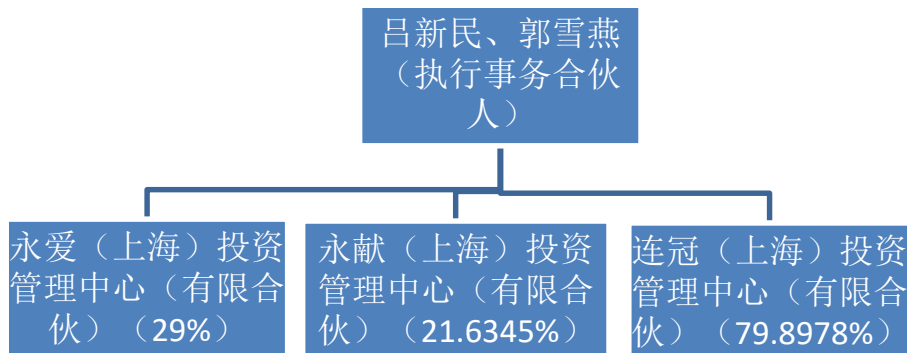 吕新民、郭雪燕
（执行事务合伙
人）
永爱（上海）投资
管理中心（有限合
伙）（29%）
永献（上海）投资
管理中心（有限合
伙）（21.6345%）
连冠（上海）投资
管理中心（有限合
伙）（79.8978%）